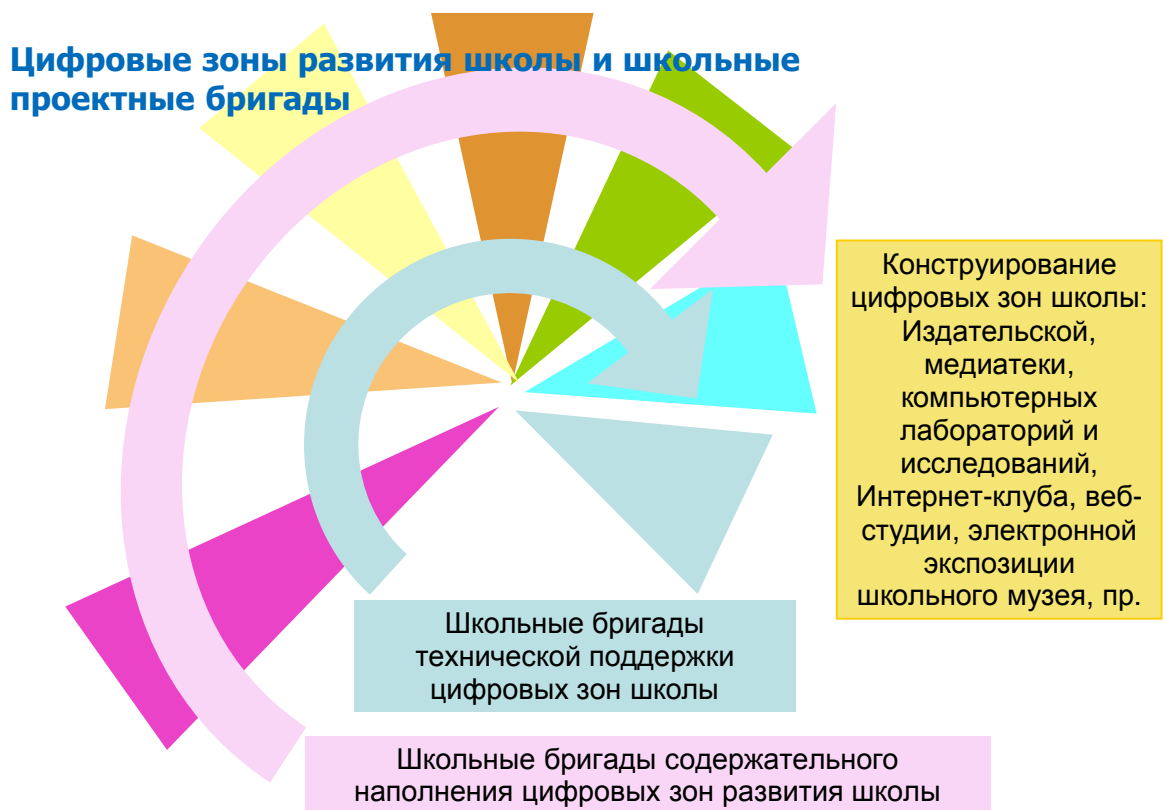 Цифровые зоны развития школы и школьные
проектные бригады
Конструирование
цифровых зон школы:
Издательской,
медиатеки,
компьютерных
лабораторий и
исследований,
Интернет-клуба, веб-
студии, электронной
экспозиции
школьного музея, пр.
Школьные бригады
технической поддержки
цифровых зон школы
Школьные бригады содержательного
наполнения цифровых зон развития школы